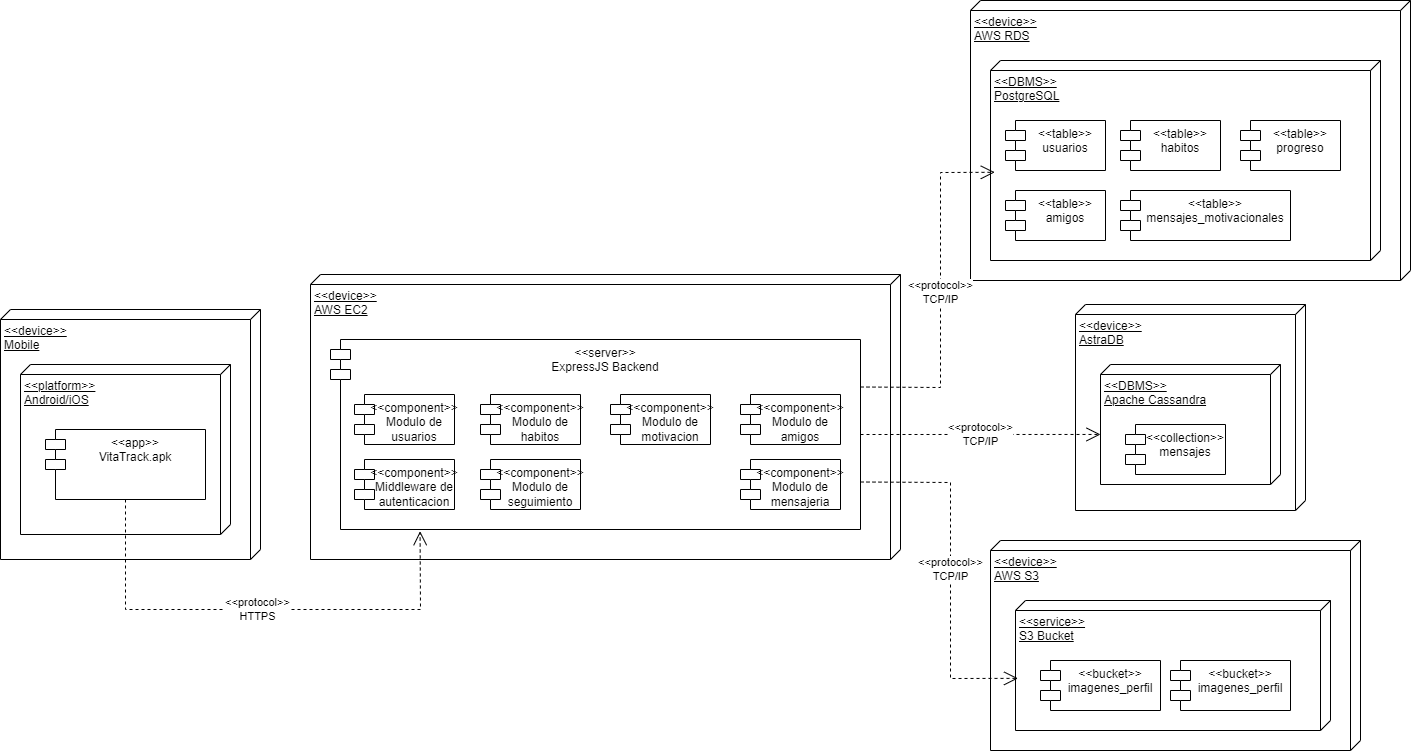 <<device>>
Mobile
<<platform>>
Android/iOS
<<app>>
VitaTrack.apk
<<protocol>>
HTTPS
<<device>>
AWS EC2
<<server>>
ExpressJS Backend
<<component>>
Modulo de
usuarios
<<component>>
Modulo de
habitos
<<component>>
Modulo de
motivacion
<<component>>
Modulo de
amigos
<<component>>
Middleware de
autenticacion
<<component>>
Modulo de
seguimiento
<<component>>
Modulo de
mensajeria
<<protocol>>
TCP/IP
<<protocol>>
TCP/IP
<<protocol>>
TCP/IP
<<device>>
AWS RDS
<<DBMS>>
PostgreSQL
<<table>>
usuarios
<<table>>
habitos
<<table>>
progreso
<<table>>
amigos
<<table>>
mensajes_motivacionales
<<device>>
AstraDB
<<DBMS>>
Apache Cassandra
<<collection>>
mensajes
<<device>>
AWS S3
<<service>>
S3 Bucket
<<bucket>>
imagenes_perfil
<<bucket>>
imagenes_perfil